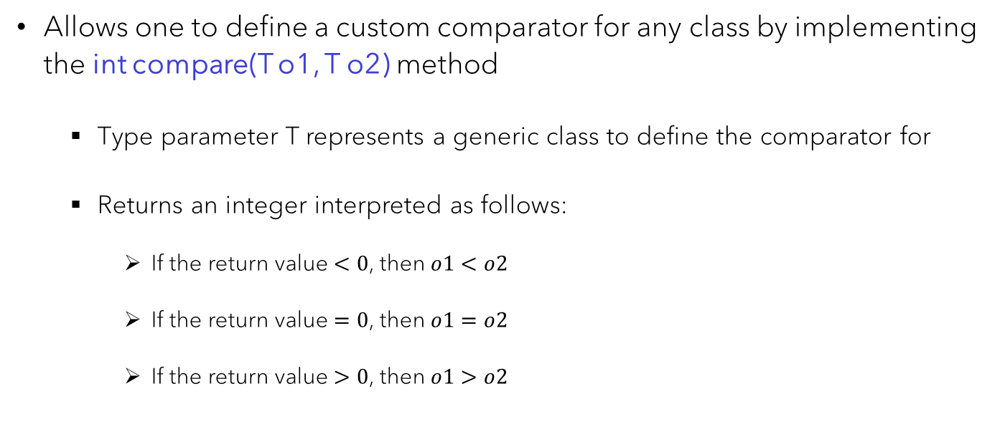 • Allows one to define a custom comparator for any class by implementing
the int compare(T o1, T o2) method
▪ Type parameter T represents a generic class to define the comparator for
▪ Returns an integer interpreted as follows:
➢ If the return value < 0, then o1 < o2
➢ If the return value = 0, then o1 = o2
➢ If the return value > 0, then o1 > o2